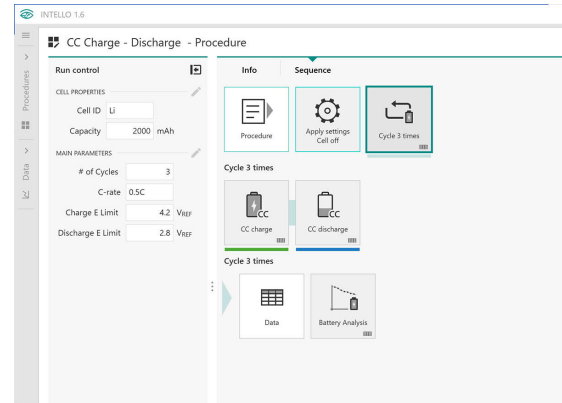 INTELLO 1.6
CC Charge - Discharge - Procedure
Procedures
Data
Run control
CELL PROPERTIES
Cell ID Li
Capacity 2000 mAh
MAIN PARAMETERS
# of Cycles 3
C-rate 0.5C
Charge E Limit 4.2 VREF
Discharge E Limit 2.8 VREF
Info Sequence
Procedure
Apply settings
Cell off
Cycle 3 times
Cycle 3 times
CC
CC charge
CC
CC discharge
Cycle 3 times
Data
Battery Analysis